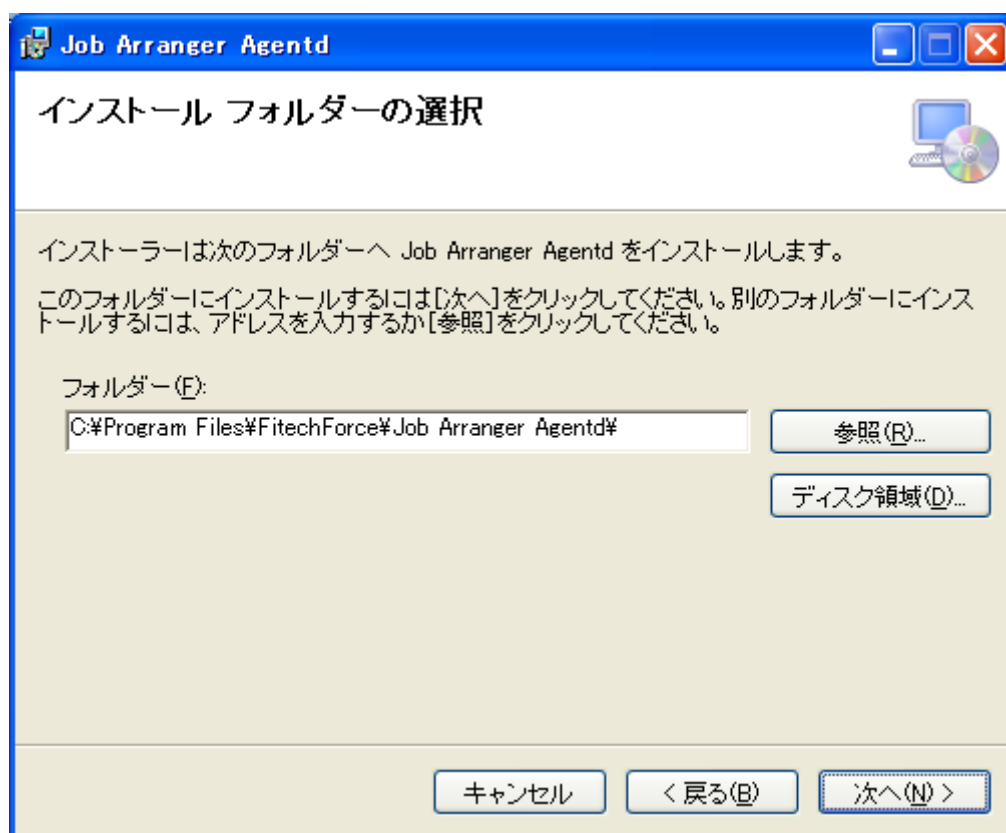 Job Arranger Agentd
インストール フォルダーの選択
インストーラーは次のフォルダーへ Job Arranger Agentd をインストールします。
このフォルダーにインストールするには[次へ]をクリックしてください。別のフォルダーにインス
トールするには、アドレスを入力するか[参照]をクリックしてください。
フォルダー(F):
C:¥Program Files¥FitechForce¥Job Arranger Agentd¥
参照(R)...
ディスク領域(D)...
キャンセル
< 戻る(B)
次へ(N) >